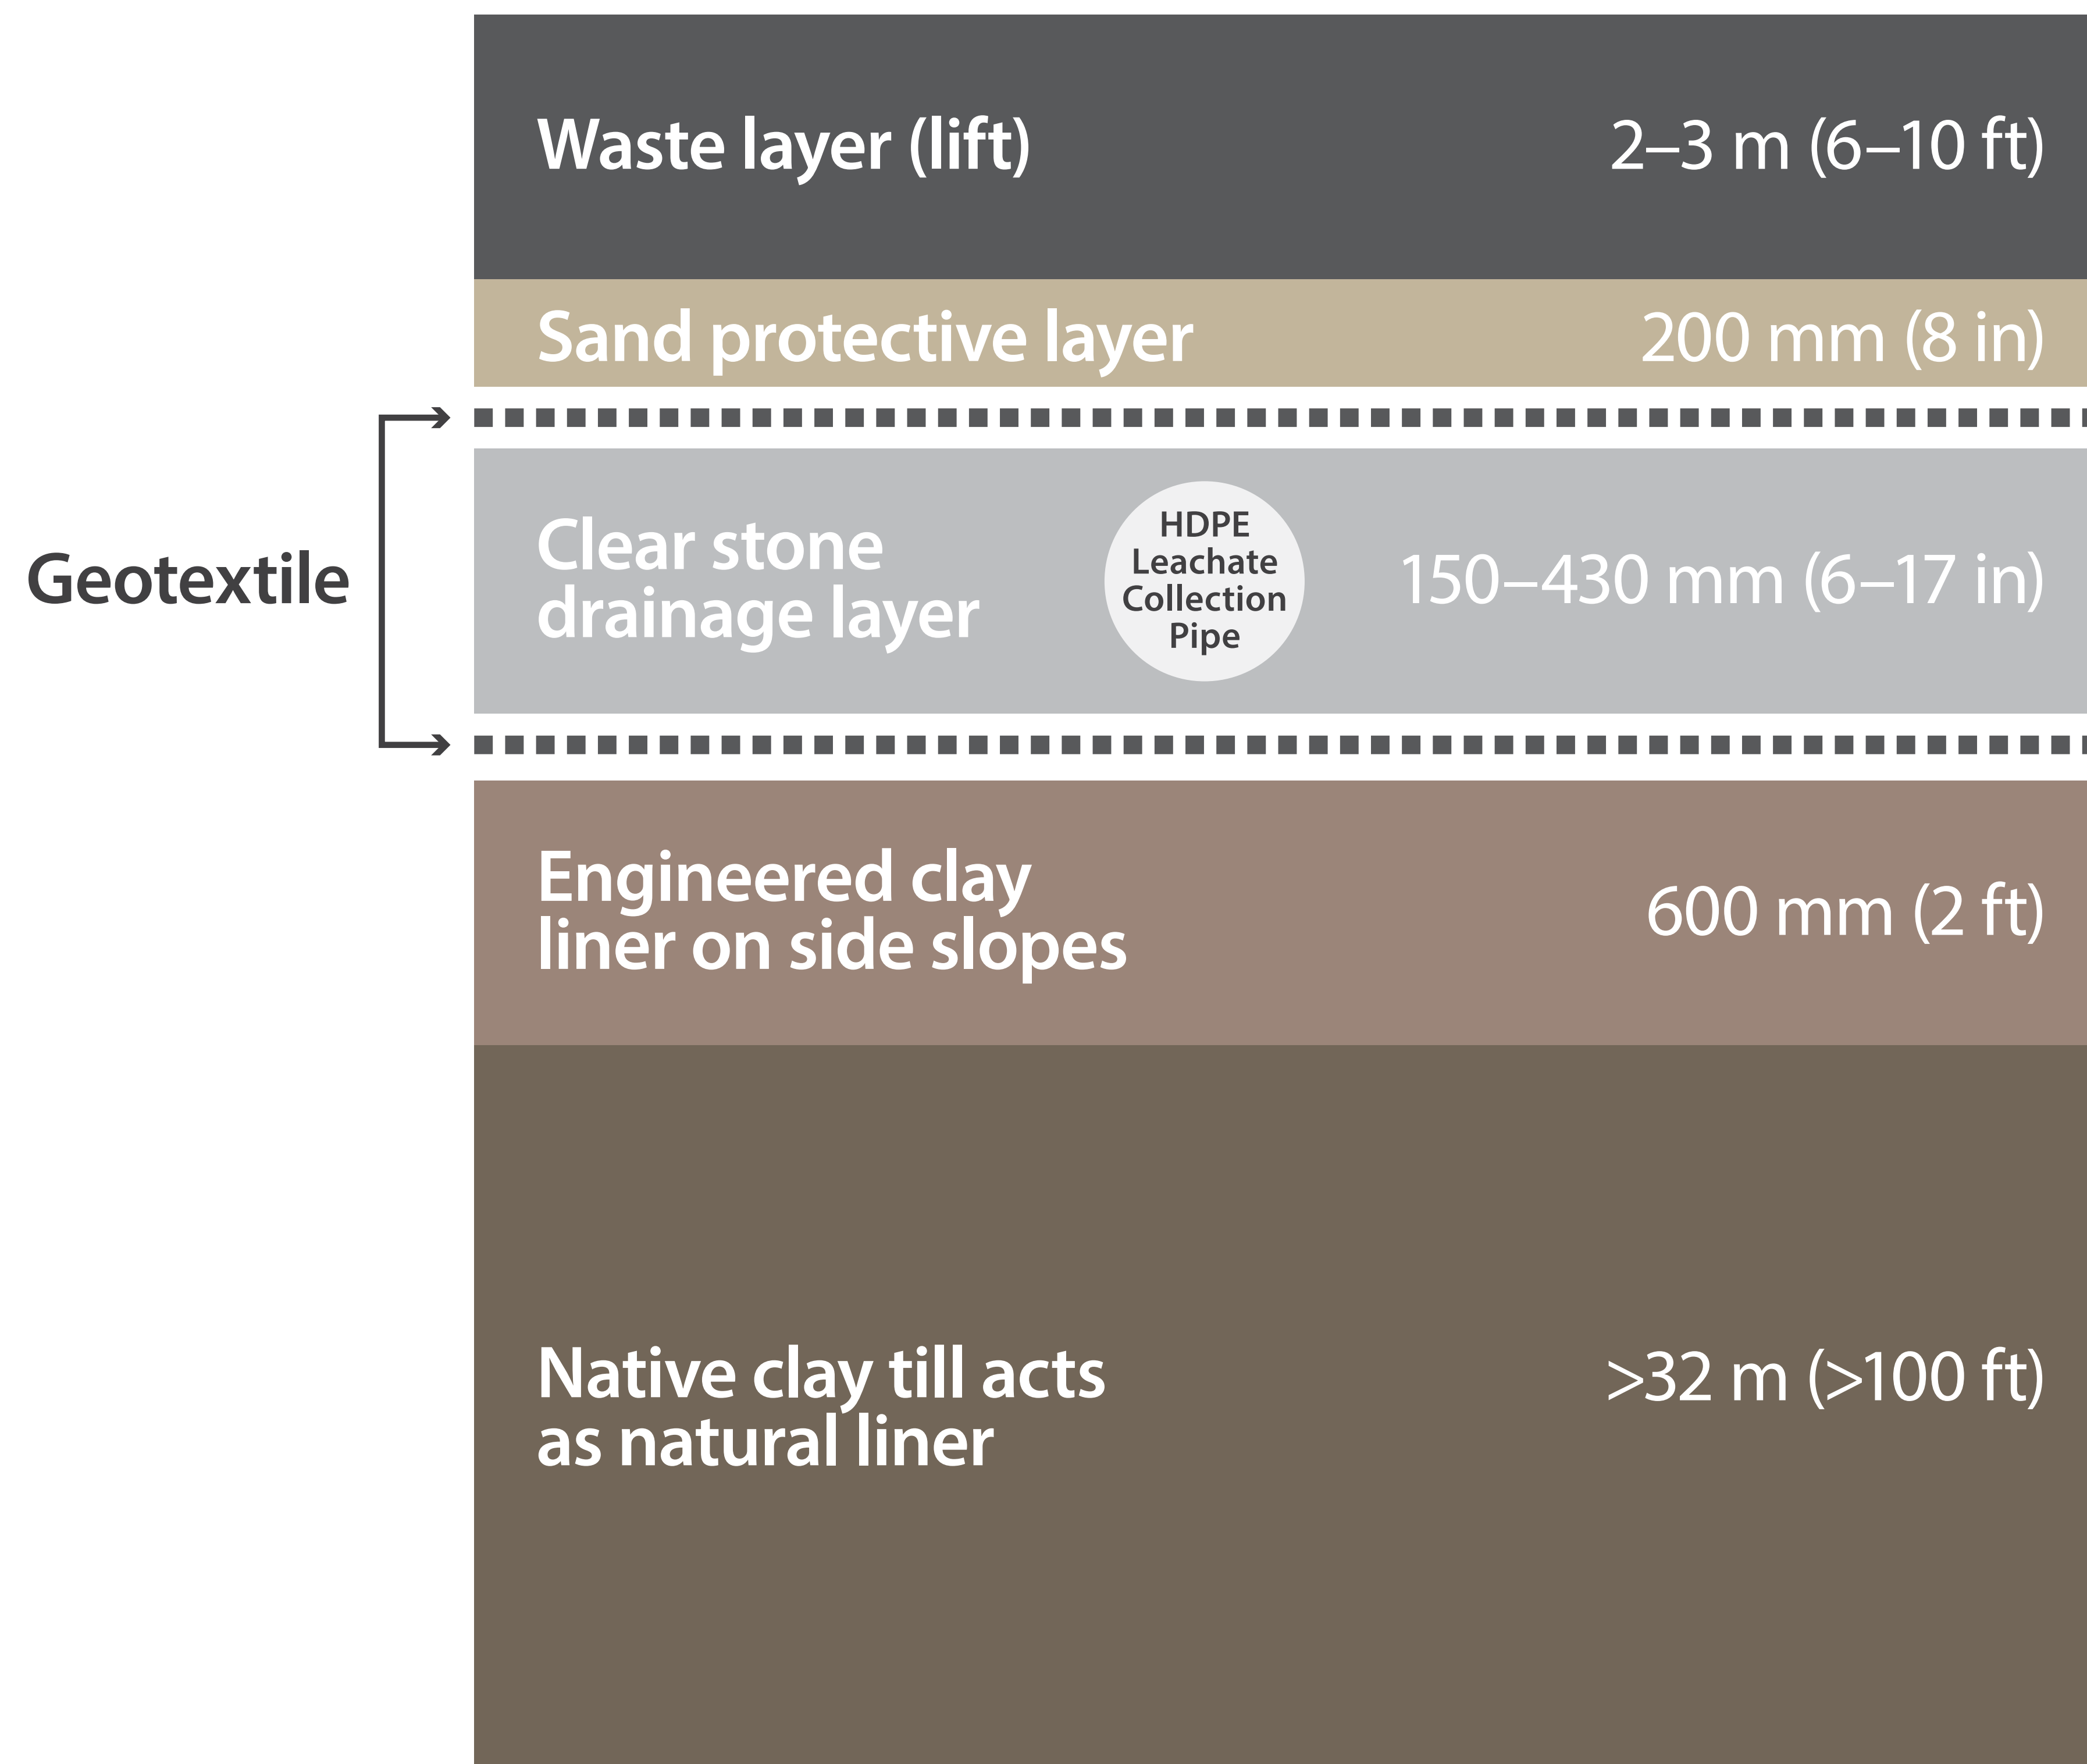 Waste layer (lift) 2–3 m (6–10 ft)
Sand protective layer 200 mm (8 in)
Geotextile
Clear stone
drainage layer
HDPE
Leachate
Collection
Pipe
150–430 mm (6–17 in)
Engineered clay
liner on side slopes
600 mm (2 ft)
Native clay till acts
as natural liner
>32 m (>100 ft)